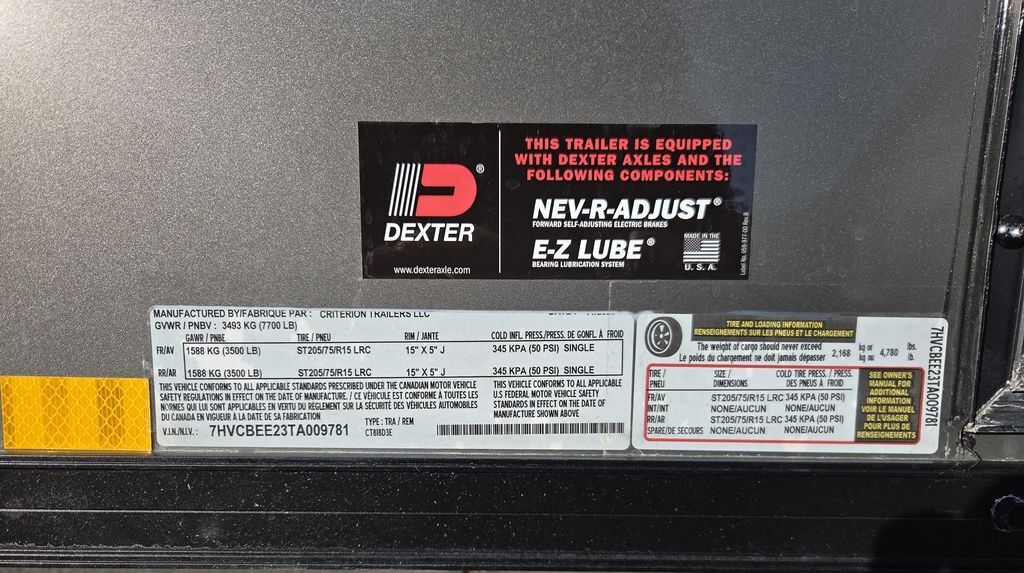 THIS TRAILER IS EQUIPPED
WITH DEXTER AXLES AND THE
FOLLOWING COMPONENTS:
NEV-R-ADJUST®
FORWARD SELF-ADJUSTING ELECTRIC BRAKES
E-Z LUBE®
BEARING LUBRICATION SYSTEM
MADE IN THE
U.S.A.
Label No. 059-977-00 Rev.B
®
DEXTER
www.dexteraxle.com
MANUFACTURED BY/FABRIQUE PAR : CRITERION TRAILERS LLC
GVWR / PNBV : 3493 KG (7700 LB)
GAWR / PNBE TIRE / PNEU RIM / JANTE COLD INFL. PRESS./PRESS. DE GONFL. À FROID
FR/AV 1588 KG (3500 LB) ST205/75/R15 LRC 15" X 5" J 345 KPA (50 PSI) SINGLE
RR/AR 1588 KG (3500 LB) ST205/75/R15 LRC 15" X 5" J 345 KPA (50 PSI) SINGLE
THIS VEHICLE CONFORMS TO ALL APPLICABLE STANDARDS PRESCRIBED UNDER THE CANADIAN MOTOR VEHICLE
SAFETY REGULATIONS IN EFFECT ON THE DATE OF MANUFACTURE. / CE VÉHICULE EST CONFORME À TOUTES LES
NORMES QUI LUI SONT APPLICABLES EN VERTU DU RÈGLEMENT SUR LA SÉCURITÉ DES VÉHICULES AUTOMOBILES
DU CANADA EN VIGUEUR À LA DATE DE SA FABRICATION
THIS VEHICLE CONFORMS TO ALL APPLICABLE
U.S FEDERAL MOTOR VEHICLE SAFETY
STANDARDS IN EFFECT ON THE DATE OF
MANUFACTURE SHOWN ABOVE
V.I.N./N.I.V.: 7HVCBEE23TA009781
TYPE : TRA / REM
CT818D3E
TIRE AND LOADING INFORMATION
RENSEIGNEMENTS SUR LES PNEUS ET LE CHARGEMENT
The weight of cargo should never exceed
Le poids du chargement ne doit jamais dépasser
2,168 kg or kg ou 4,780 lbs. lb.
TIRE / PNEU SIZE / DIMENSIONS COLD TIRE PRESS. / PRESS. DES PNEUS À FROID
FR/AV ST205/75/R15 LRC 345 KPA (50 PSI)
INT/INT NONE/AUCUN NONE/AUCUN
RR/AR ST205/75/R15 LRC 345 KPA (50 PSI)
SPARE/DE SECOURS NONE/AUCUN NONE/AUCUN
SEE OWNER'S
MANUAL FOR
ADDITIONAL
INFORMATION
VOIR LE MANUEL
DE L'USAGER
POUR PLUS DE
RENSEIGNEMENTS
7HVCBEE23TA009781